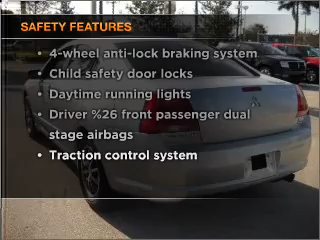 SAFETY FEATURES
• 4-wheel anti-lock braking system
• Child safety door locks
• Daytime running lights
• Driver %26 front passenger dual
stage airbags
• Traction control system